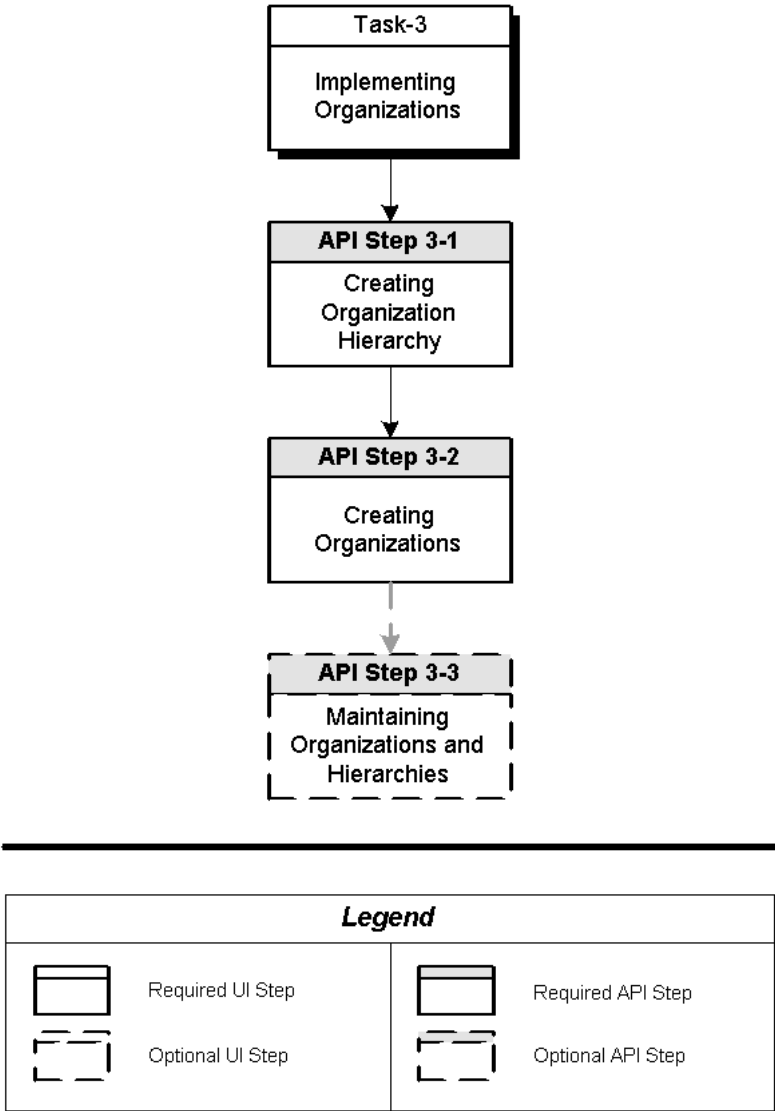 Task-3
Implementing
Organizations
API Step 3-1
Creating
Organization
Hierarchy
API Step 3-2
Creating
Organizations
API Step 3-3
Maintaining
Organizations and
Hierarchies
Legend
Required UI Step
Required API Step
Optional UI Step
Optional API Step